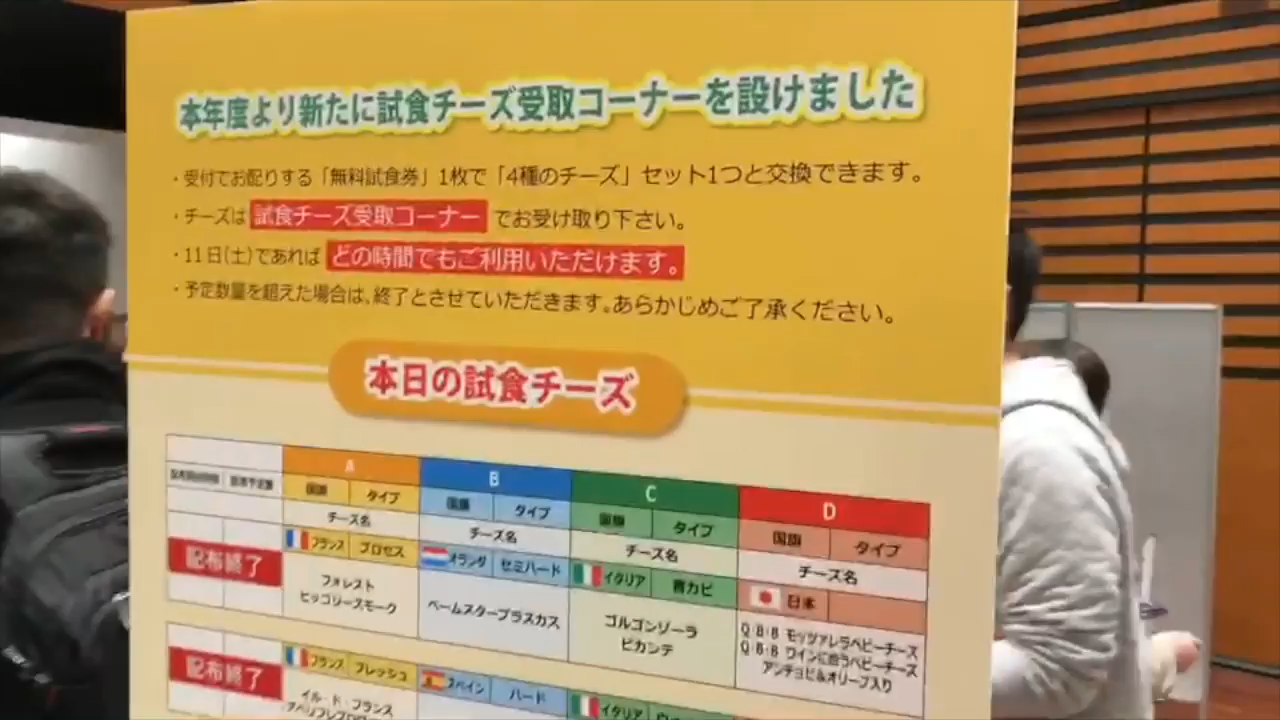 本年度より新たに試食チーズ受取コーナーを設けました
・受付でお配りする「無料試食券」1枚で「4種のチーズ」セット1つと交換できます。
・チーズは 試食チーズ受取コーナー でお受け取り下さい。
・11日(土)であれば どの時間でもご利用いただけます。
・予定数量を超えた場合は、終了とさせていただきます。あらかじめご了承ください。
本日の試食チーズ
A B C D
国旗 タイプ 国旗 タイプ 国旗 タイプ 国旗 タイプ
チーズ名 チーズ名 チーズ名 チーズ名
配布終了
フランス プロセス オランダ セミハード イタリア 青カビ 日本
フォレスト
ヒッコリースモーク
ベームスタープラスカス
ゴルゴンゾーラ
ピカンテ
Q・B・B モッツァレラベビーチーズ
Q・B・B ワインに合うベビーチーズ
アンチョビ&オリーブ入り
配布終了
フランス フレッシュ スペイン ハード イタリア
イル・ド・フランス